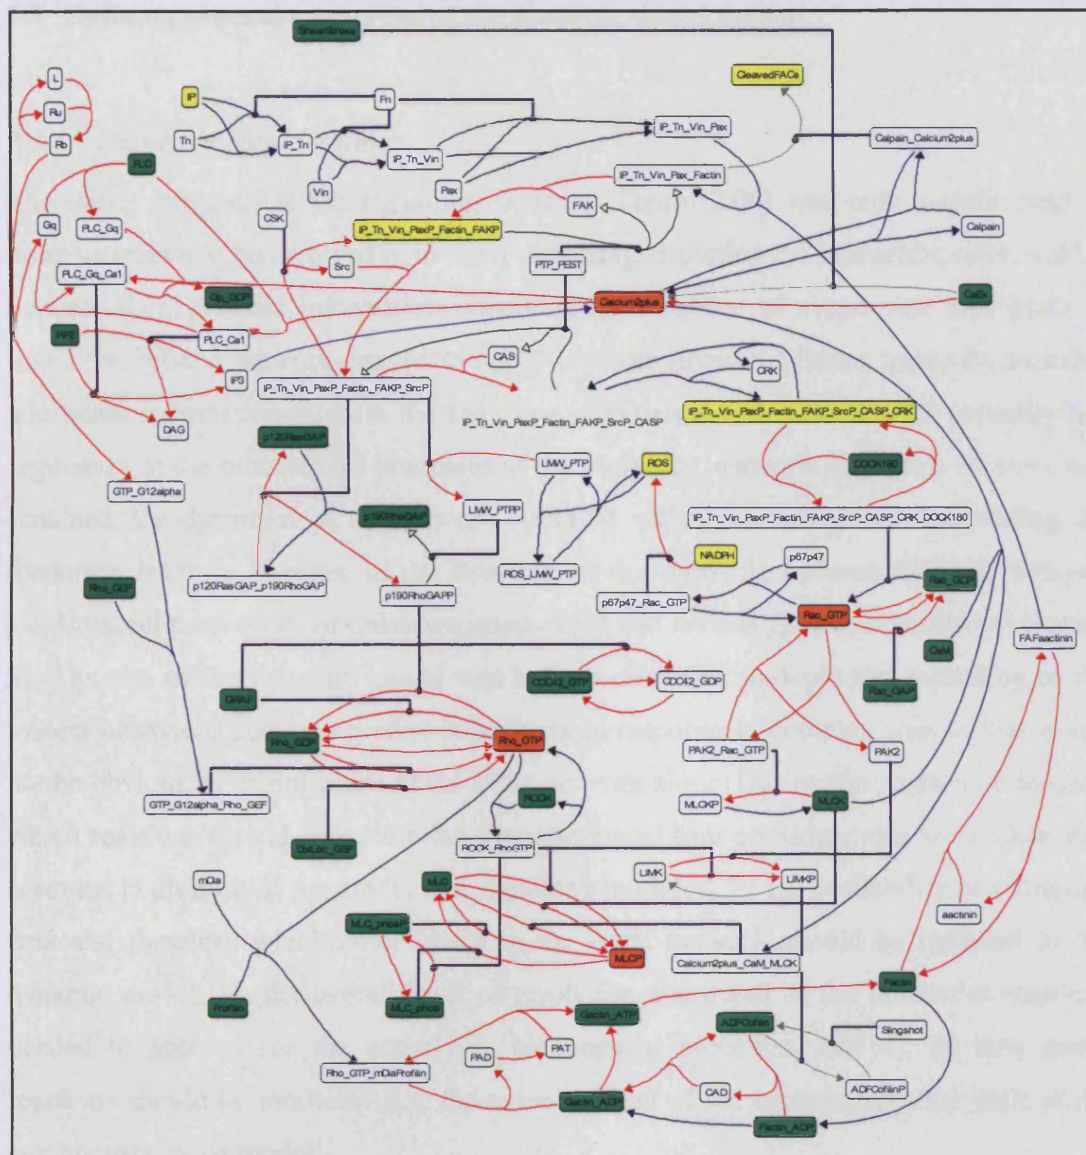 ShearStress
CleavedFACs
L
IP
Fn
Ru
IP_Tn_Vin_Pax
Calpain_Calcium2plus
Rb
Tn
IP_Tn
IP_Tn_Vin
PLC
IP_Tn_Vin_Pax_Factin
Vin
Pax
FAK
CSK
Gq
PLC_Gq
IP_Tn_Vin_PaxP_Factin_FAKP
Calpain
Src
PTP_PEST
PLC_Gq_Ca1
Calcium2plus
CaEx
PLC_Ca1
CAS
CRK
IP3
IP_Tn_Vin_PaxP_Factin_FAKP_SrcP
IP_Tn_Vin_PaxP_Factin_FAKP_SrcP_CASP_CRK
DAG
IP_Tn_Vin_PaxP_Factin_FAKP_SrcP_CASP
p120RasGAP
LMW_PTP
ROS
DOCK180
GTP_G12alpha
LMW_PTPP
p190RhoGAP
IP_Tn_Vin_PaxP_Factin_FAKP_SrcP_CASP_CRK_DOCK180
NADPH
p67p47
p120RasGAP_p190RhoGAP
ROS_LMW_PTP
Rho_GEF
p190RhoGAPP
p67p47_Rac_GTP
Rac_GDP
Rac_GTP
FAFaactinin
CaM
CDC42_GTP
CDC42_GDP
Rac_GAP
GRAF
Rho_GDP
Rho_GTP
PAK2_Rac_GTP
PAK2
GTP_G12alpha_Rho_GEF
ROCK
MLCKP
MLCK
DblLbc_GEF
ROCK_RhoGTP
mDia
MLC
LIMK
LIMKP
aactinin
MLC_phosP
MLCP
Calcium2plus_CaM_MLCK
Factin
Profilin
MLC_phos
Gactin_ATP
ADFCofilin
Slingshot
PAD
PAT
Rho_GTP_mDiaProfilin
ADFCofilinP
CAD
Gactin_ADP
Factin_ADP